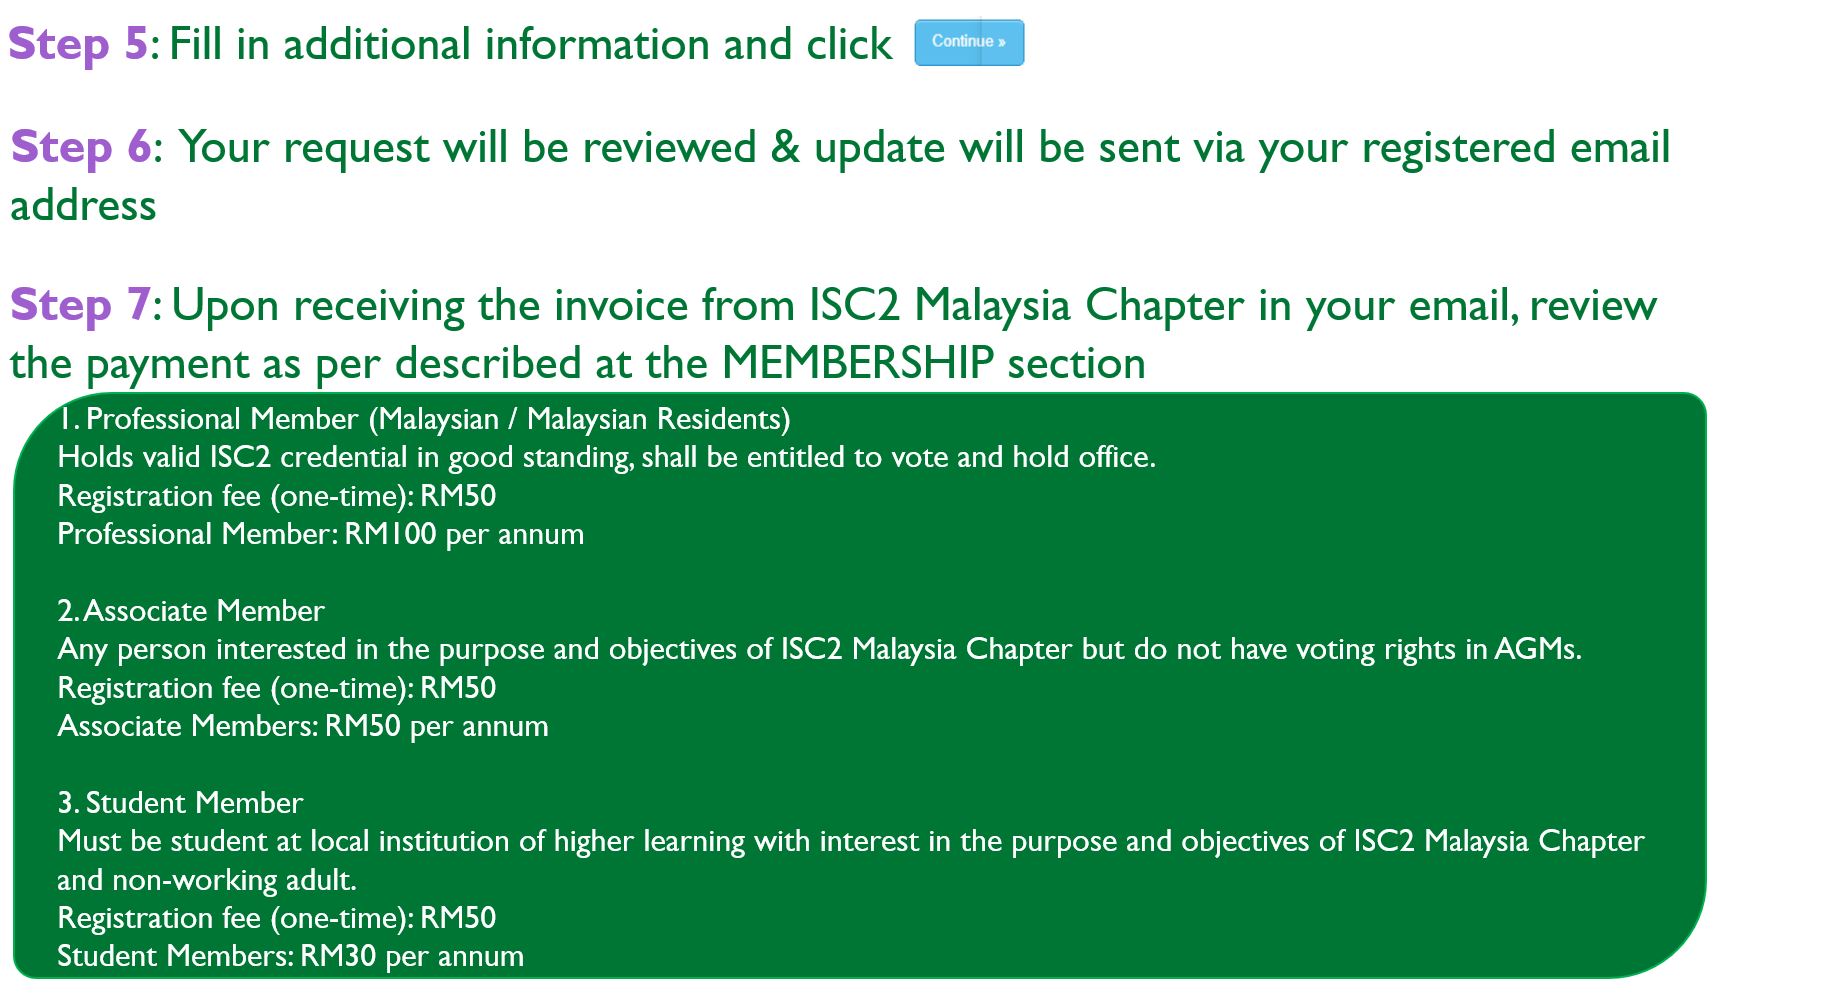 Step 5: Fill in additional information and click Continue »
Step 6: Your request will be reviewed & update will be sent via your registered email
address
Step 7: Upon receiving the invoice from ISC2 Malaysia Chapter in your email, review
the payment as per described at the MEMBERSHIP section
1. Professional Member (Malaysian / Malaysian Residents)
Holds valid ISC2 credential in good standing, shall be entitled to vote and hold office.
Registration fee (one-time): RM50
Professional Member: RM100 per annum
2. Associate Member
Any person interested in the purpose and objectives of ISC2 Malaysia Chapter but do not have voting rights in AGMs.
Registration fee (one-time): RM50
Associate Members: RM50 per annum
3. Student Member
Must be student at local institution of higher learning with interest in the purpose and objectives of ISC2 Malaysia Chapter
and non-working adult.
Registration fee (one-time): RM50
Student Members: RM30 per annum